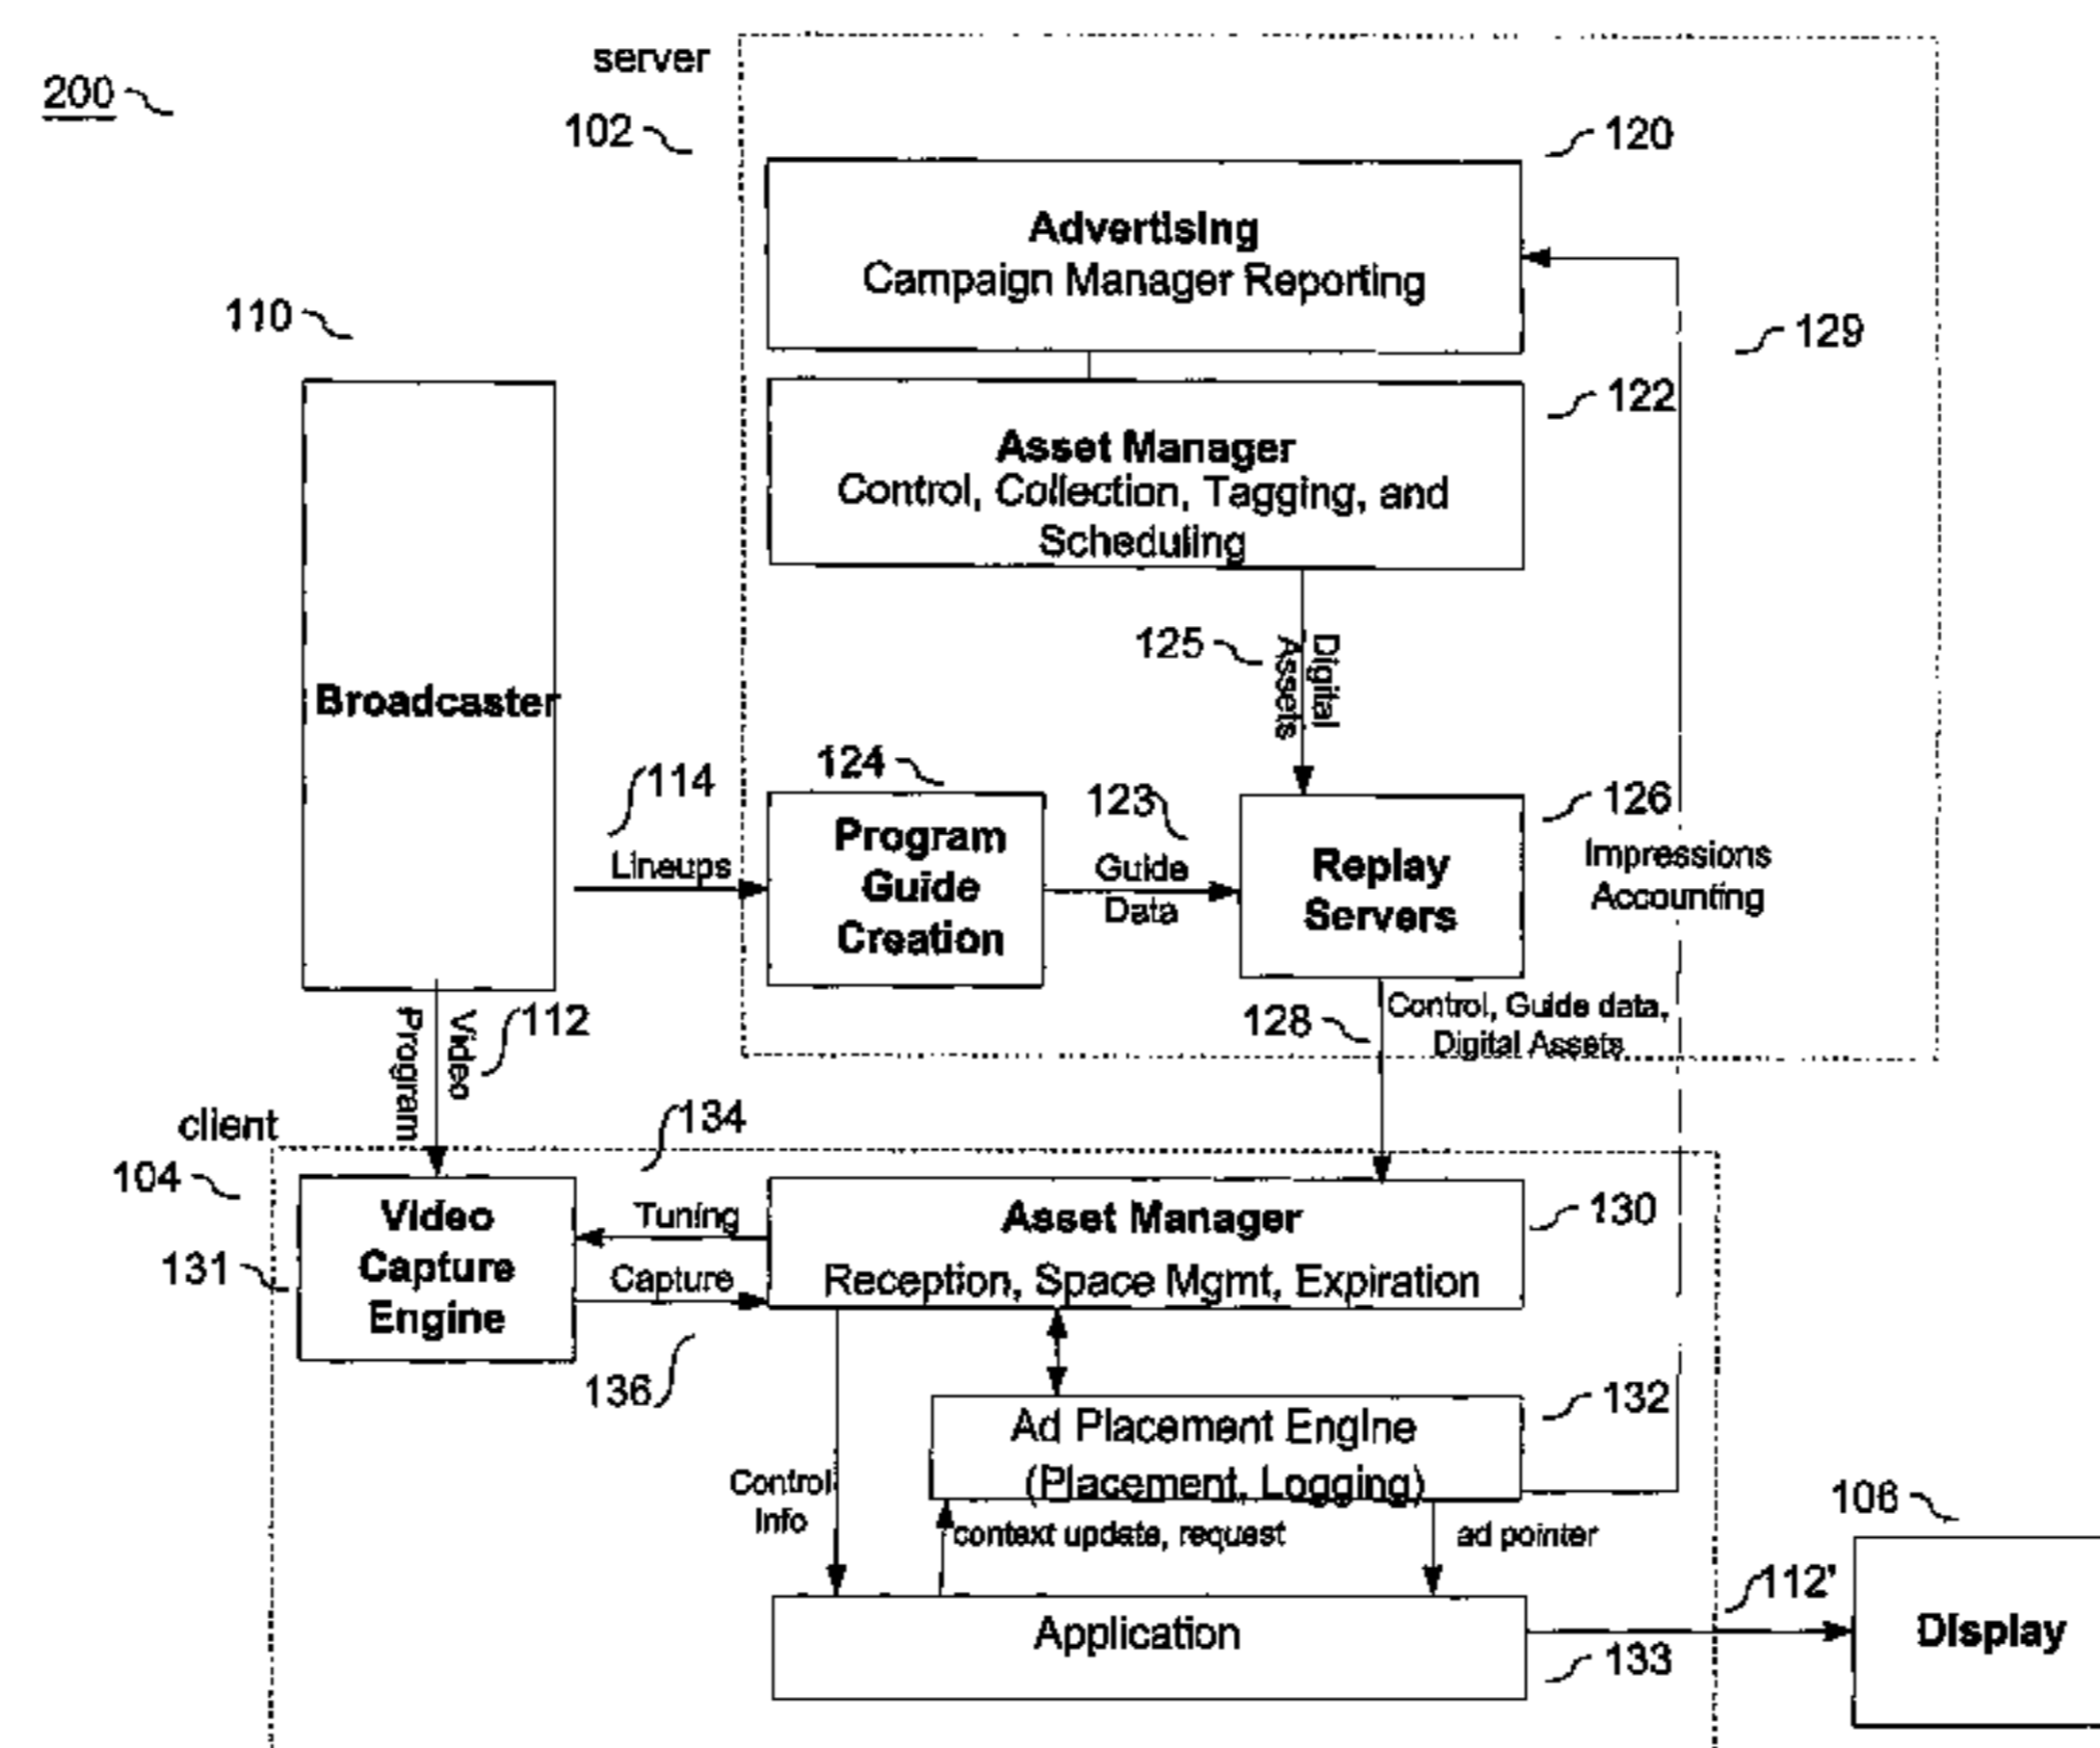 200
server
102
120
Advertising
Campaign Manager Reporting
110
129
122
Asset Manager
Control, Collection, Tagging, and
Scheduling
125
Digital
Assets
Broadcaster
114
Lineups
124
Program
Guide
Creation
123
Guide
Data
126
Replay
Servers
Impressions
Accounting
128
Control, Guide data,
Digital Assets
112
Video
Program
client
104
134
131
Video
Capture
Engine
Tuning
Capture
136
Asset Manager
Reception, Space Mgmt, Expiration
130
132
Ad Placement Engine
(Placement, Logging)
Control
Info
context update, request
ad pointer
106
112'
Application
133
Display